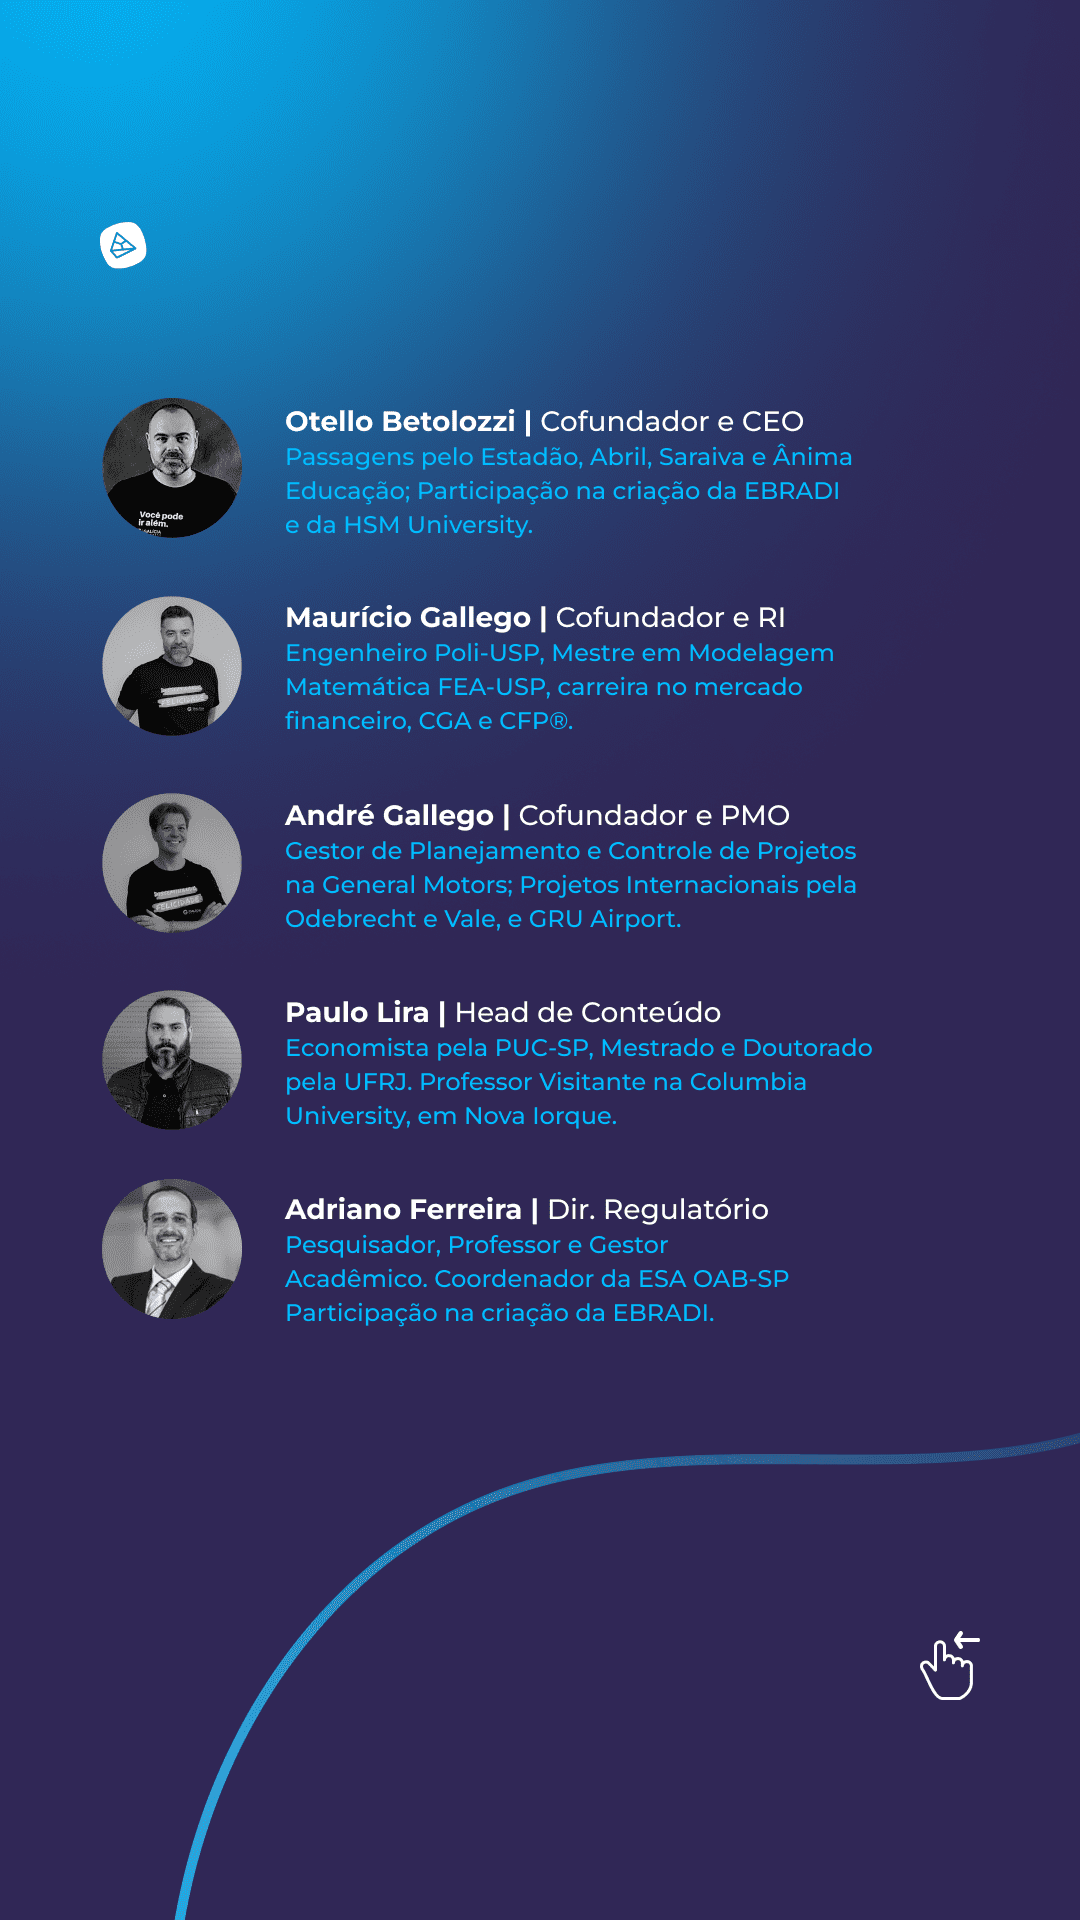 Otello Betolozzi | Cofundador e CEO
Passagens pelo Estadão, Abril, Saraiva e Ânima
Educação; Participação na criação da EBRADI
e da HSM University.
Você pode
ir além.
Maurício Gallego | Cofundador e RI
Engenheiro Poli-USP, Mestre em Modelagem
Matemática FEA-USP, carreira no mercado
financeiro, CGA e CFP®.
FELICIDADE
André Gallego | Cofundador e PMO
Gestor de Planejamento e Controle de Projetos
na General Motors; Projetos Internacionais pela
Odebrecht e Vale, e GRU Airport.
FELICIDADE
Paulo Lira | Head de Conteúdo
Economista pela PUC-SP, Mestrado e Doutorado
pela UFRJ. Professor Visitante na Columbia
University, em Nova Iorque.
Adriano Ferreira | Dir. Regulatório
Pesquisador, Professor e Gestor
Acadêmico. Coordenador da ESA OAB-SP
Participação na criação da EBRADI.